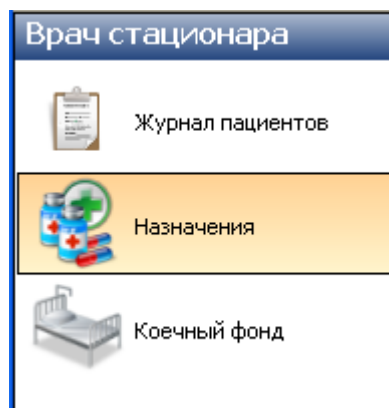 Врач стационара
Журнал пациентов
Назначения
Коечный фонд